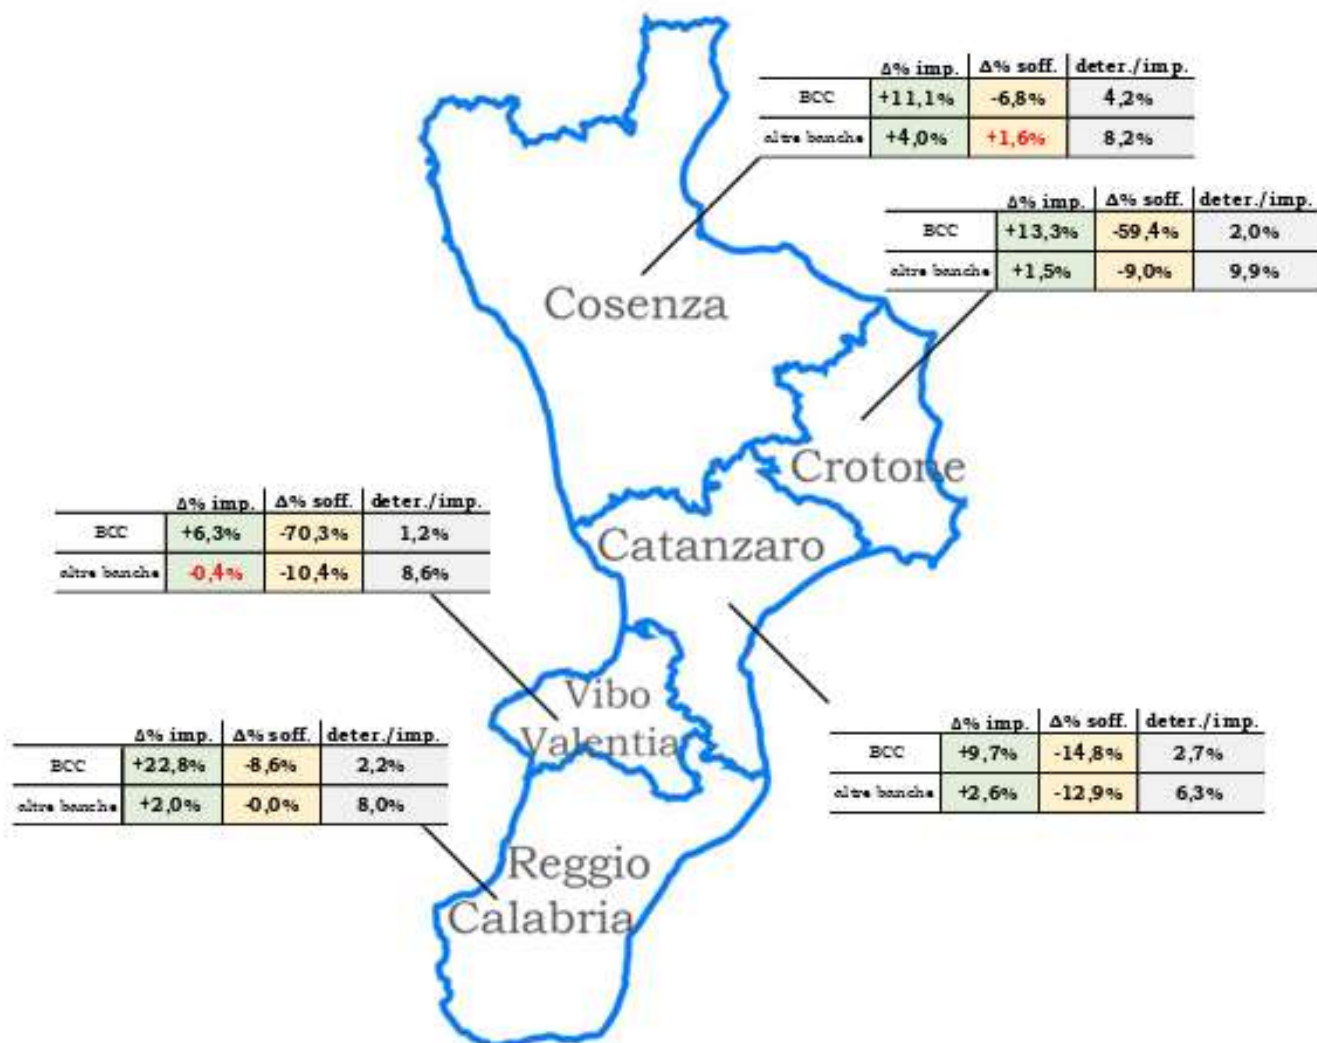 Δ% imp. Δ% soff. deter./imp.
BCC +11,1% -6,8% 4,2%
altre banche +4,0% +1,6% 8,2%
Δ% imp. Δ% soff. deter./imp.
BCC +13,3% -59,4% 2,0%
altre banche +1,5% -9,0% 9,9%
Cosenza
Crotone
Δ% imp. Δ% soff. deter./imp.
BCC +6,3% -70,3% 1,2%
altre banche -0,4% -10,4% 8,6%
Catanzaro
Vibo
Valentia
Δ% imp. Δ% soff. deter./imp.
BCC +22,8% -8,6% 2,2%
altre banche +2,0% -0,0% 8,0%
Δ% imp. Δ% soff. deter./imp.
BCC +9,7% -14,8% 2,7%
altre banche +2,6% -12,9% 6,3%
Reggio
Calabria